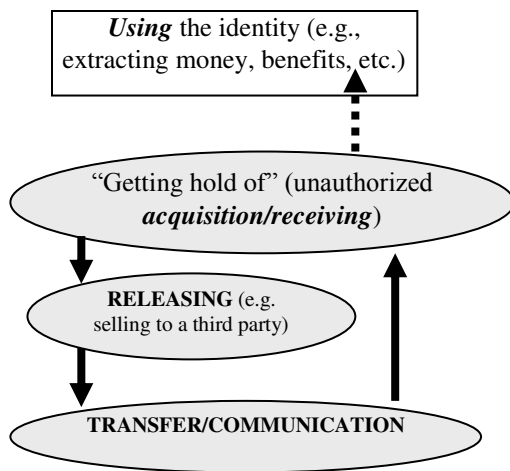 Using the identity (e.g.,
extracting money, benefits, etc.)
“Getting hold of” (unauthorized
acquisition/receiving)
RELEASING (e.g.
selling to a third party)
TRANSFER/COMMUNICATION